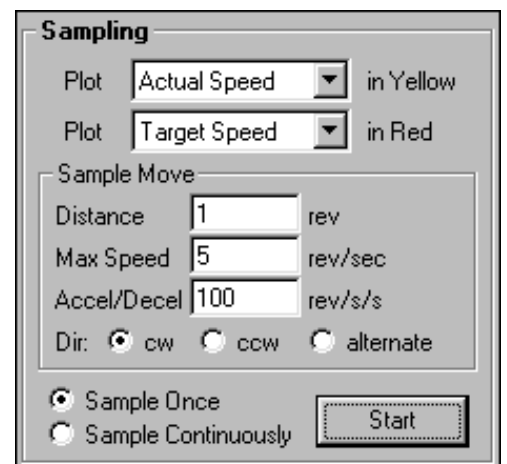 Sampling
Plot Actual Speed in Yellow
Plot Target Speed in Red
Sample Move
Distance 1 rev
Max Speed 5 rev/sec
Accel/Decel 100 rev/s/s
Dir: cw ccw alternate
Sample Once
Sample Continuously
Start